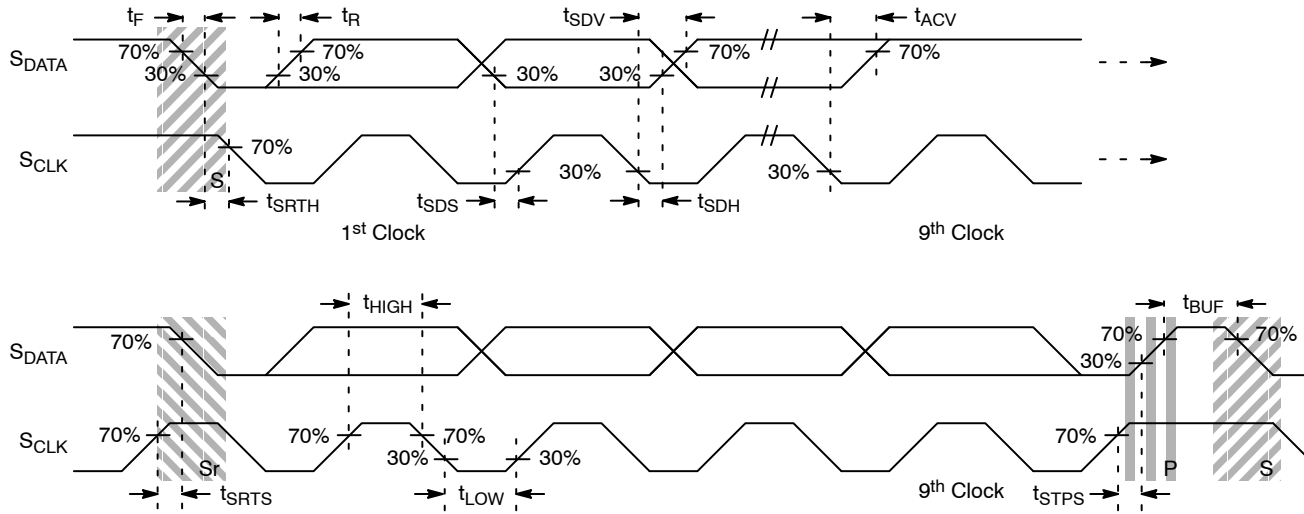 tF tR tSDV tACV
SDATA 70% 30% 70% 30% 30% 30% 70% 70%
SCLK 70% 30% 30%
S
tSRTH tSDS tSDH
1st Clock 9th Clock
tHIGH tBUF
SDATA 70% 70% 30% 70%
SCLK 70% 70% 70% 30% 30% 70%
Sr P S
tSRTS tLOW 9th Clock tSTPS